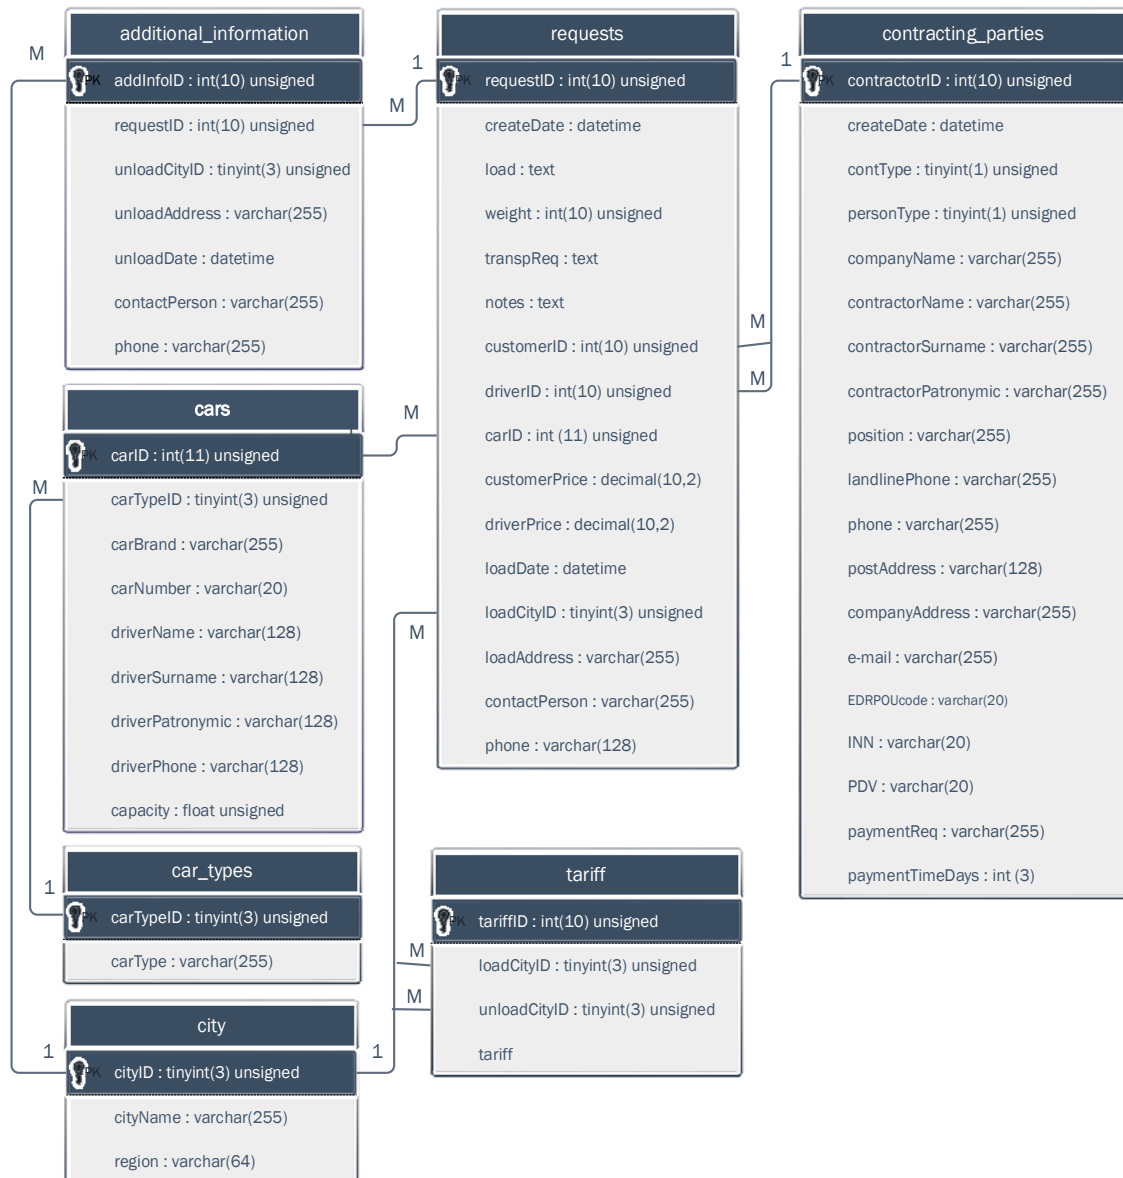 additional_information
M
PK addInfoID : int(10) unsigned
requestID : int(10) unsigned
M
unloadCityID : tinyint(3) unsigned
unloadAddress : varchar(255)
unloadDate : datetime
contactPerson : varchar(255)
phone : varchar(255)
cars
PK carID : int(11) unsigned
M
M
carTypeID : tinyint(3) unsigned
carBrand : varchar(255)
carNumber : varchar(20)
driverName : varchar(128)
driverSurname : varchar(128)
driverPatronymic : varchar(128)
driverPhone : varchar(128)
capacity : float unsigned
car_types
1
PK carTypeID : tinyint(3) unsigned
carType : varchar(255)
city
1
1
PK cityID : tinyint(3) unsigned
cityName : varchar(255)
region : varchar(64)
requests
1
PK requestID : int(10) unsigned
createDate : datetime
load : text
weight : int(10) unsigned
transpReq : text
notes : text
M
customerID : int(10) unsigned
M
driverID : int(10) unsigned
carID : int (11) unsigned
customerPrice : decimal(10,2)
driverPrice : decimal(10,2)
loadDate : datetime
loadCityID : tinyint(3) unsigned
M
loadAddress : varchar(255)
contactPerson : varchar(255)
phone : varchar(128)
tariff
PK tariffID : int(10) unsigned
M
loadCityID : tinyint(3) unsigned
M
unloadCityID : tinyint(3) unsigned
tariff
contracting_parties
1
PK contractotrID : int(10) unsigned
createDate : datetime
contType : tinyint(1) unsigned
personType : tinyint(1) unsigned
companyName : varchar(255)
contractorName : varchar(255)
contractorSurname : varchar(255)
contractorPatronymic : varchar(255)
position : varchar(255)
landlinePhone : varchar(255)
phone : varchar(255)
postAddress : varchar(128)
companyAddress : varchar(255)
e-mail : varchar(255)
EDRPOUcode : varchar(20)
INN : varchar(20)
PDV : varchar(20)
paymentReq : varchar(255)
paymentTimeDays : int (3)